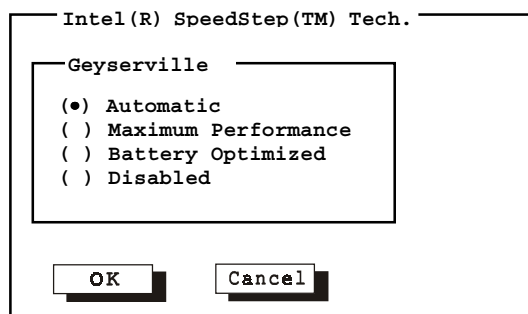 Intel(R) SpeedStep(TM) Tech.
Geyserville
(●) Automatic
( ) Maximum Performance
( ) Battery Optimized
( ) Disabled
OK Cancel